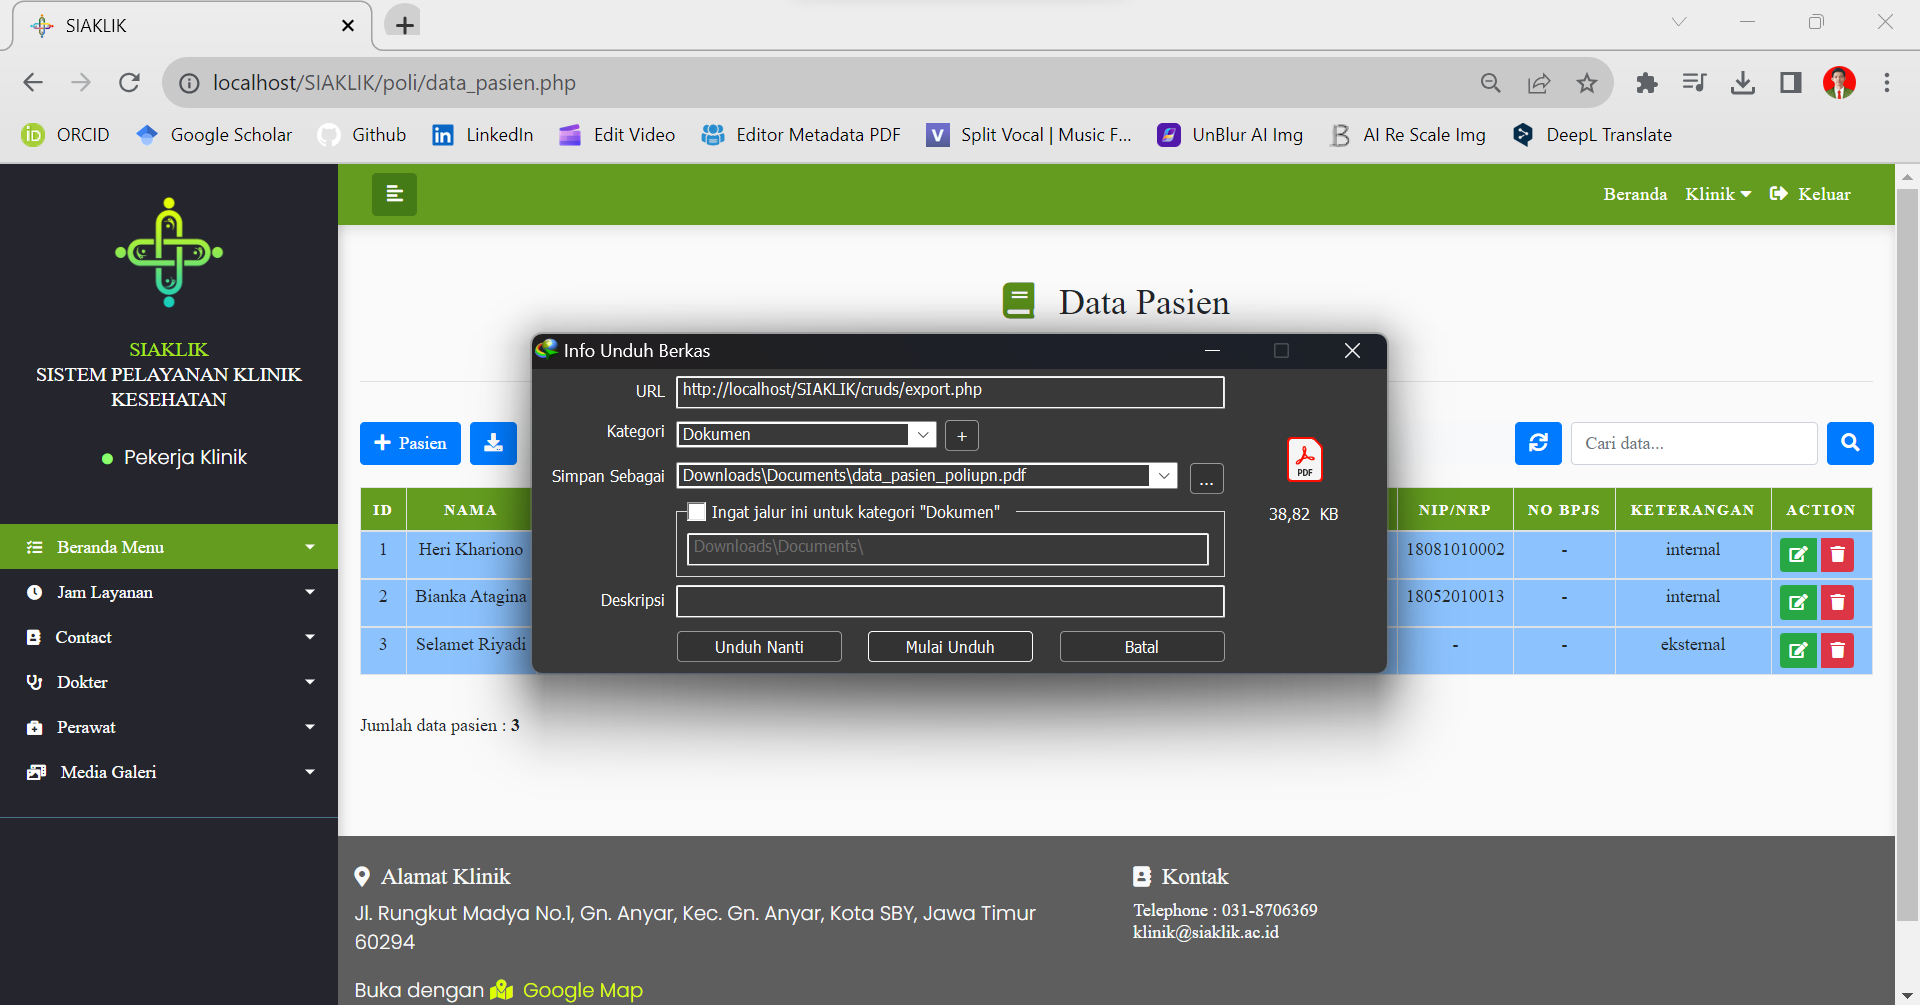 SIAKLIK
localhost/SIAKLIK/poli/data_pasien.php
ORCID Google Scholar Github LinkedIn Edit Video Editor Metadata PDF Split Vocal | Music F... UnBlur AI Img AI Re Scale Img DeepL Translate
SIAKLIK
SISTEM PELAYANAN KLINIK
KESEHATAN
Pekerja Klinik
Beranda Menu
Jam Layanan
Contact
Dokter
Perawat
Media Galeri
Beranda Klinik Keluar
Data Pasien
Pasien
Cari data...
ID NAMA NIP/NRP NO BPJS KETERANGAN ACTION
1 Heri Khariono 18081010002 - internal
2 Bianka Atagina 18052010013 - internal
3 Selamet Riyadi - - eksternal
Jumlah data pasien : 3
Info Unduh Berkas
URL http://localhost/SIAKLIK/cruds/export.php
Kategori Dokumen +
Simpan Sebagai Downloads\Documents\data_pasien_poliupn.pdf ...
PDF
38,82 KB
Ingat jalur ini untuk kategori "Dokumen"
Downloads\Documents\
Deskripsi
Unduh Nanti Mulai Unduh Batal
Alamat Klinik
Jl. Rungkut Madya No.1, Gn. Anyar, Kec. Gn. Anyar, Kota SBY, Jawa Timur
60294
Buka dengan Google Map
Kontak
Telephone : 031-8706369
klinik@siaklik.ac.id